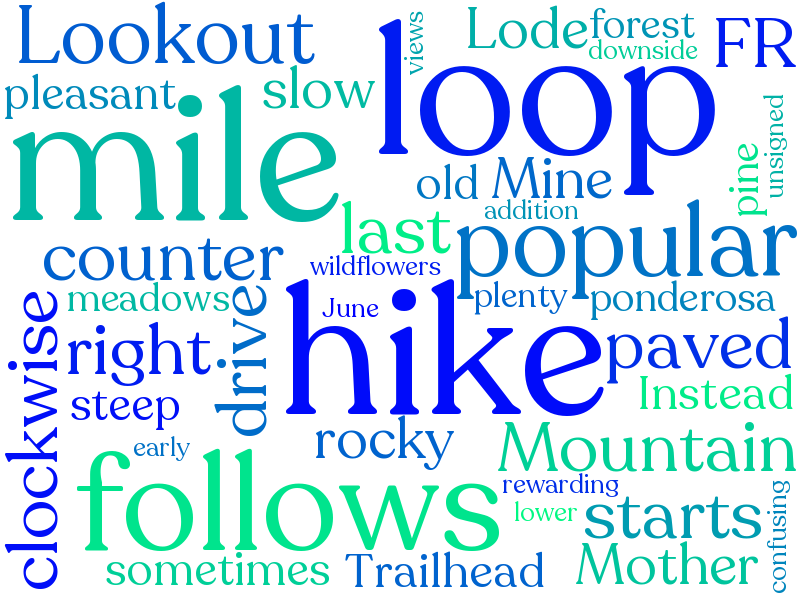 Lookout
loop
views
Lode
forest
downside
FR
pleasant
slow
mile
unsigned
pine
old
Mine
addition
last
popular
counter
wildflowers
meadows
June
plenty
ponderosa
hike
drive
clockwise
right
paved
steep
Instead
rocky
early
Mountain
follows
rewarding
lower
starts
confusing
sometimes
Trailhead
Mother